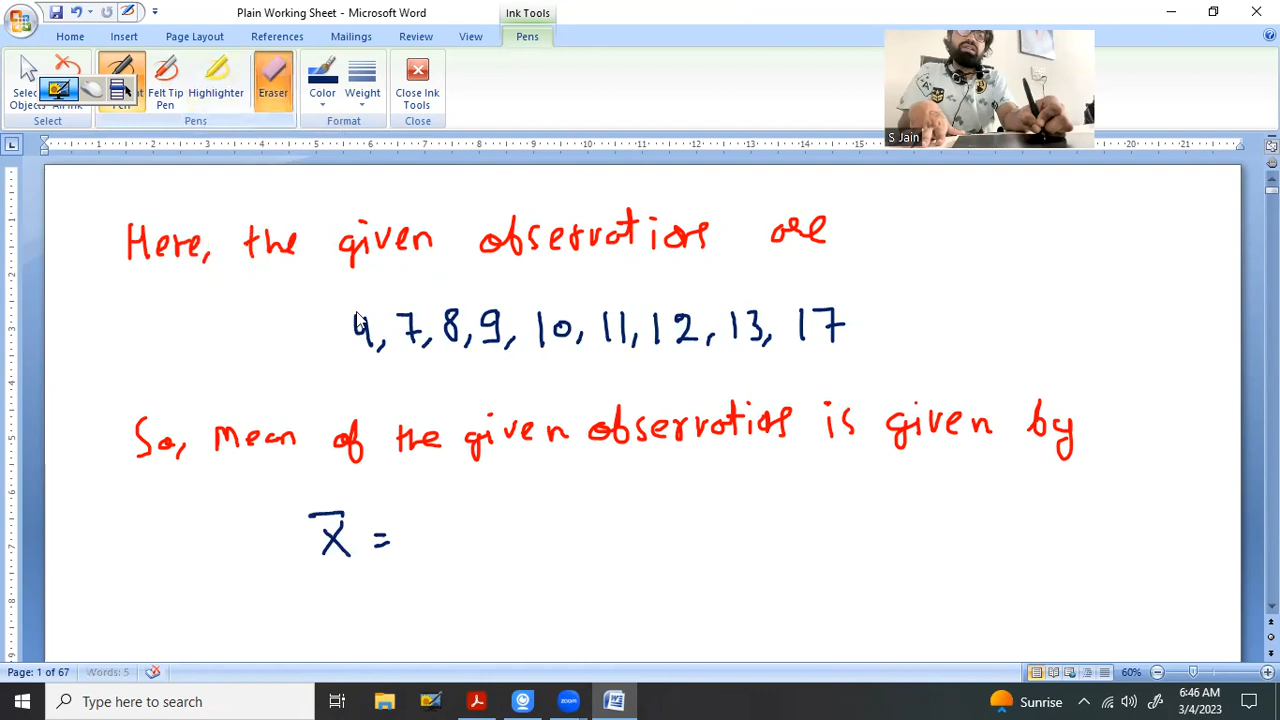 Plain Working Sheet - Microsoft Word
Ink Tools
Home Insert Page Layout References Mailings Review View Pens
Felt Tip Pen
Highlighter
Eraser
Color
Weight
Close Ink Tools
Select
Pens
Format
Close
S Jain
Here, the given observations are
4, 7, 8, 9, 10, 11, 12, 13, 17
So, Mean of the given observations is given by
X̅ =
Page: 1 of 67 Words: 5
60%
Type here to search
zoom
Sunrise
6:46 AM
3/4/2023